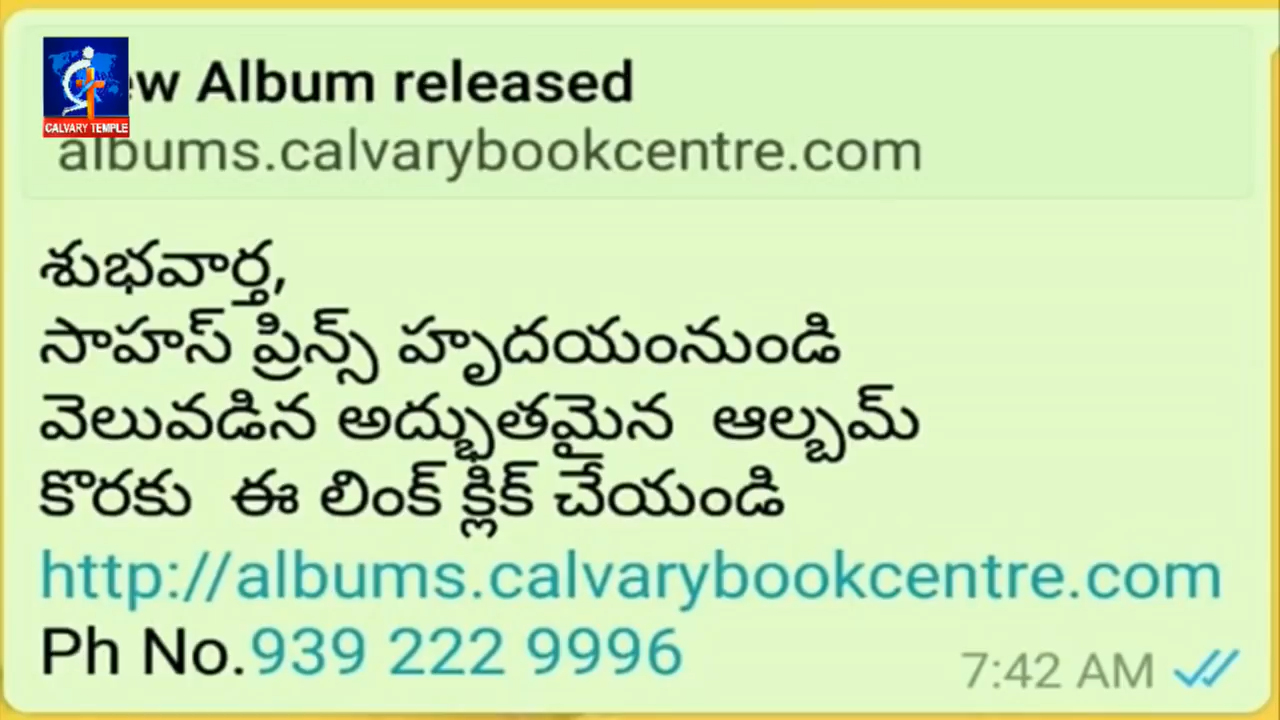 CALVARY TEMPLE
Album released
albums.calvarybookcentre.com
శుభవార్త,
సాహస్ ప్రిన్స్ హృదయంనుండి
వెలువడిన అద్భుతమైన ఆల్బమ్
కొరకు ఈ లింక్ క్లిక్ చేయండి
http://albums.calvarybookcentre.com
Ph No.939 222 9996
7:42 AM